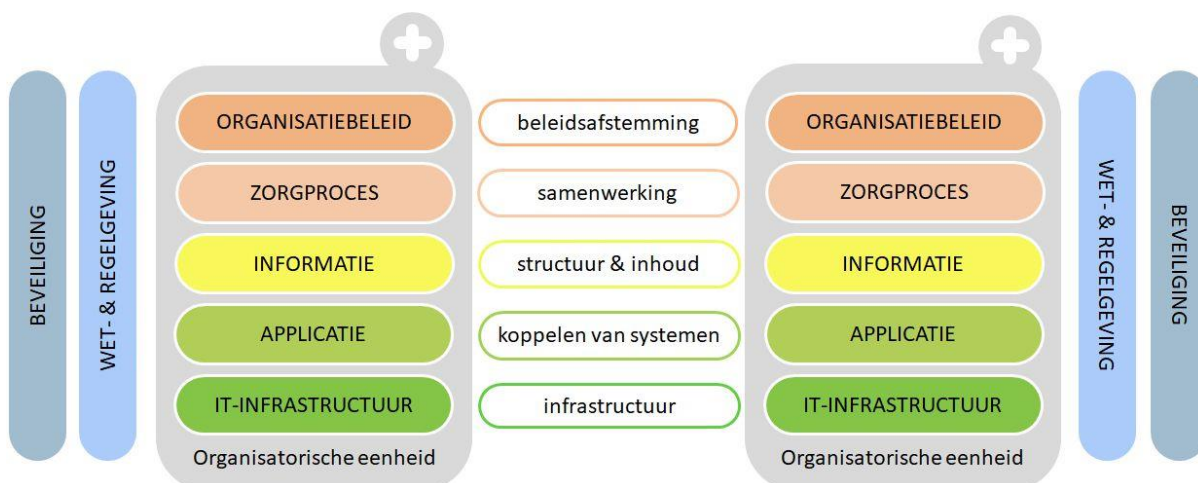 BEVEILIGING
WET- & REGELGEVING
ORGANISATIEBELEID
ZORGPROCES
INFORMATIE
APPLICATIE
IT-INFRASTRUCTUUR
Organisatorische eenheid
beleidsafstemming
samenwerking
structuur & inhoud
koppelen van systemen
infrastructuur
ORGANISATIEBELEID
ZORGPROCES
INFORMATIE
APPLICATIE
IT-INFRASTRUCTUUR
Organisatorische eenheid
WET- & REGELGEVING
BEVEILIGING